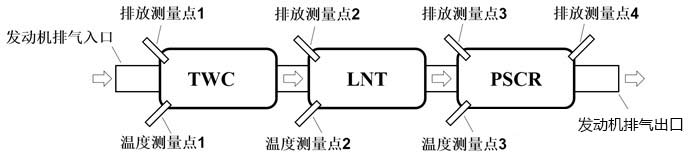 排放测量点1
排放测量点2
排放测量点3
排放测量点4
发动机排气入口
TWC
LNT
PSCR
温度测量点1
温度测量点2
温度测量点3
发动机排气出口